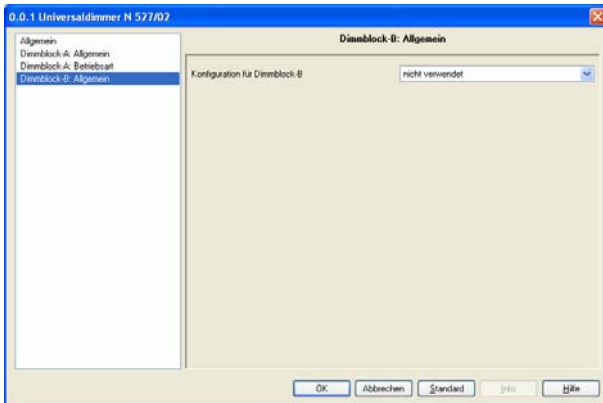 0.0.1 Universaldimmer N 527/02
Allgemein
Dimmblock-A: Allgemein
Dimmblock-A: Betriebsart
Dimmblock-B: Allgemein
Dimmblock-B: Allgemein
Konfiguration für Dimmblock-B
nicht verwendet
OK
Abbrechen
Standard
Info
Hilfe